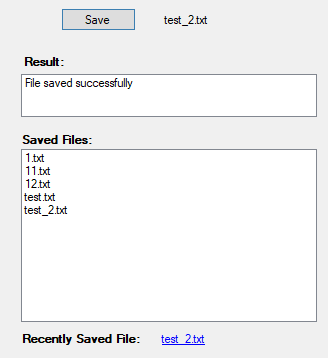 Save test_2.txt
Result:
File saved successfully
Saved Files:
1.txt
11.txt
12.txt
test.txt
test_2.txt
Recently Saved File: test_2.txt